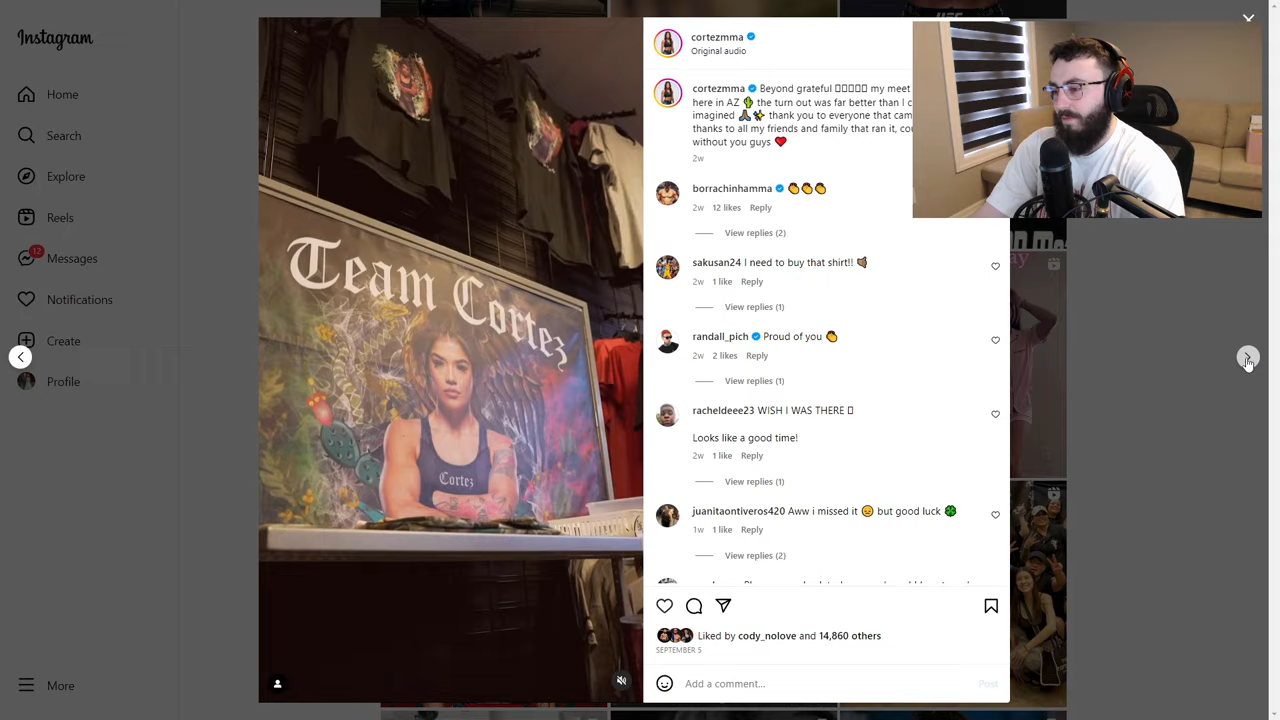 Instagram
Home
Search
Explore
Reels
12
Messages
Notifications
Create
Profile
More
Team Cortez
Cortez
cortezmma
Original audio
cortezmma Beyond grateful my meet
here in AZ 🌵 the turn out was far better than I c
imagined 🙏🏽✨ thank you to everyone that cam
thanks to all my friends and family that ran it, cou
without you guys ❤️
2w
borrachinhamma 👏👏👏
2w 12 likes Reply
View replies (2)
sakusan24 I need to buy that shirt!!
2w 1 like Reply
View replies (1)
randall_pich Proud of you 👏
2w 2 likes Reply
View replies (1)
racheldeee23 WISH I WAS THERE
Looks like a good time!
2w 1 like Reply
View replies (1)
juanitaontiveros420 Aww i missed it 😞 but good luck 🍀
1w 1 like Reply
View replies (2)
Liked by cody_nolove and 14,860 others
SEPTEMBER 5
Add a comment...
Post